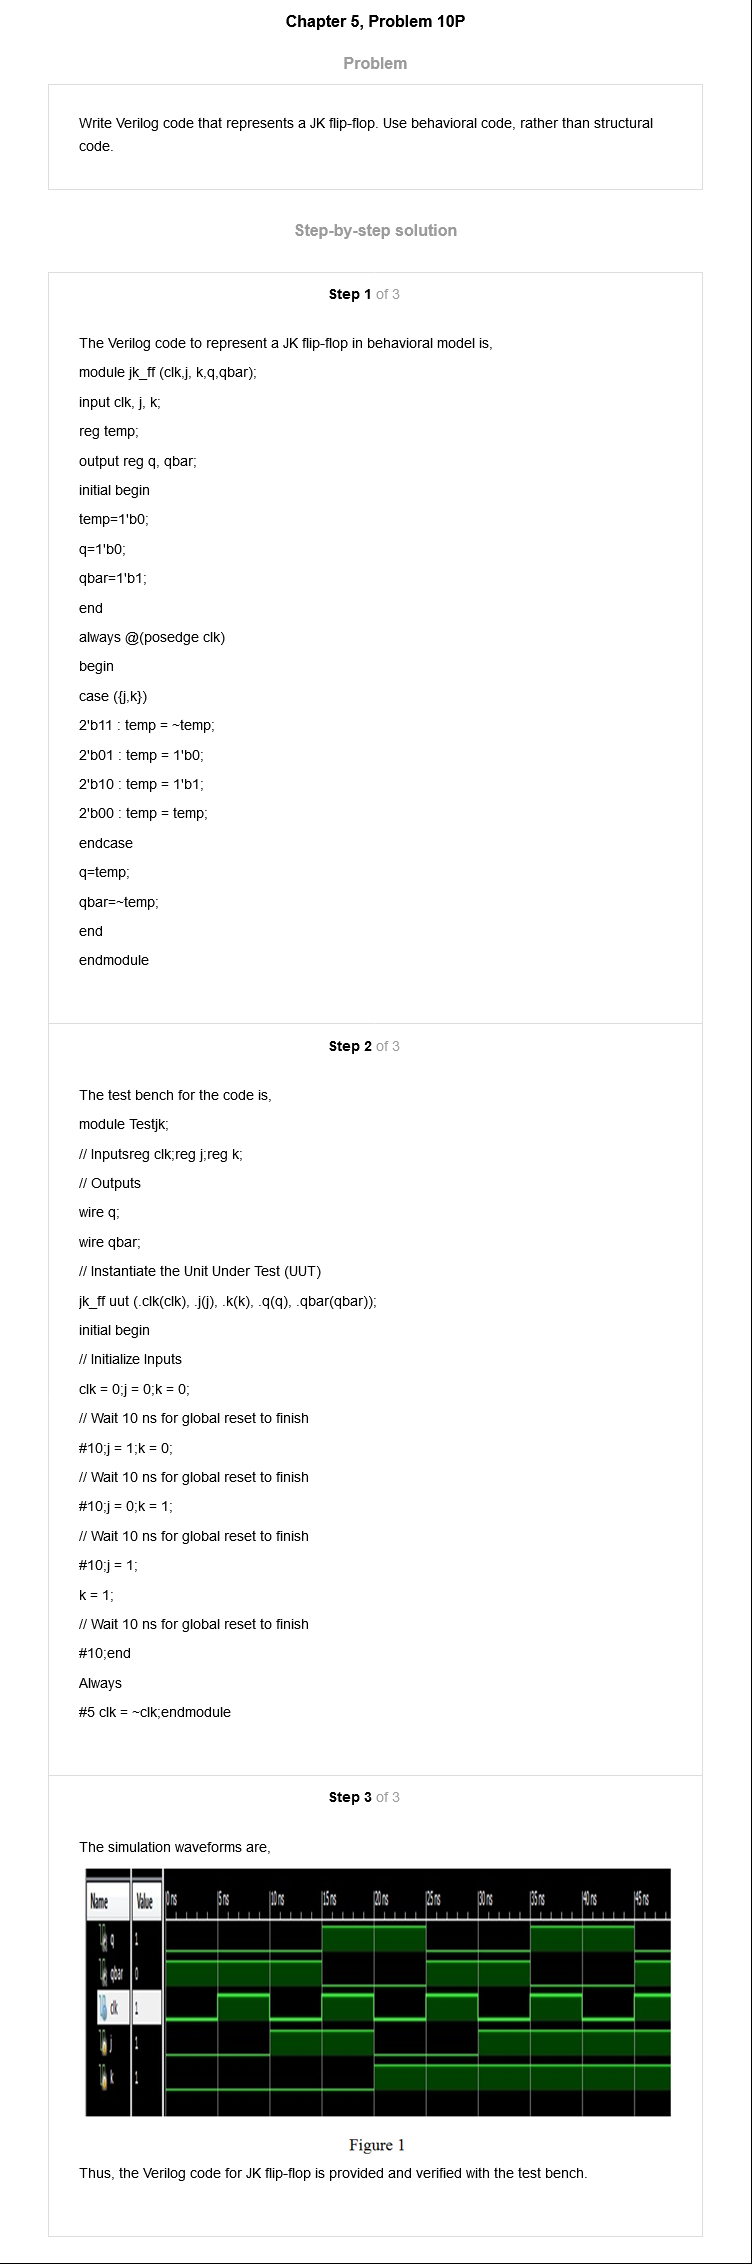 Chapter 5, Problem 10P
Problem
Write Verilog code that represents a JK flip-flop. Use behavioral code, rather than structural
code.
Step-by-step solution
Step 1 of 3
The Verilog code to represent a JK flip-flop in behavioral model is,
module jk_ff (clk,j, k,q,qbar);
input clk, j, k;
reg temp;
output reg q, qbar;
initial begin
temp=1'b0;
q=1'b0;
qbar=1'b1;
end
always @(posedge clk)
begin
case ({j,k})
2'b11 : temp = ~temp;
2'b01 : temp = 1'b0;
2'b10 : temp = 1'b1;
2'b00 : temp = temp;
endcase
q=temp;
qbar=~temp;
end
endmodule
Step 2 of 3
The test bench for the code is,
module Testjk;
// Inputsreg clk;reg j;reg k;
// Outputs
wire q;
wire qbar;
// Instantiate the Unit Under Test (UUT)
jk_ff uut (.clk(clk), .j(j), .k(k), .q(q), .qbar(qbar));
initial begin
// Initialize Inputs
clk = 0;j = 0;k = 0;
// Wait 10 ns for global reset to finish
#10;j = 1;k = 0;
// Wait 10 ns for global reset to finish
#10;j = 0;k = 1;
// Wait 10 ns for global reset to finish
#10;j = 1;
k = 1;
// Wait 10 ns for global reset to finish
#10;end
Always
#5 clk = ~clk;endmodule
Step 3 of 3
The simulation waveforms are,
Name Value 0 ns 5 ns 10 ns 15 ns 20 ns 25 ns 30 ns 35 ns 40 ns 45 ns
q 1
qbar 0
clk 1
j 1
k 1
Figure 1
Thus, the Verilog code for JK flip-flop is provided and verified with the test bench.